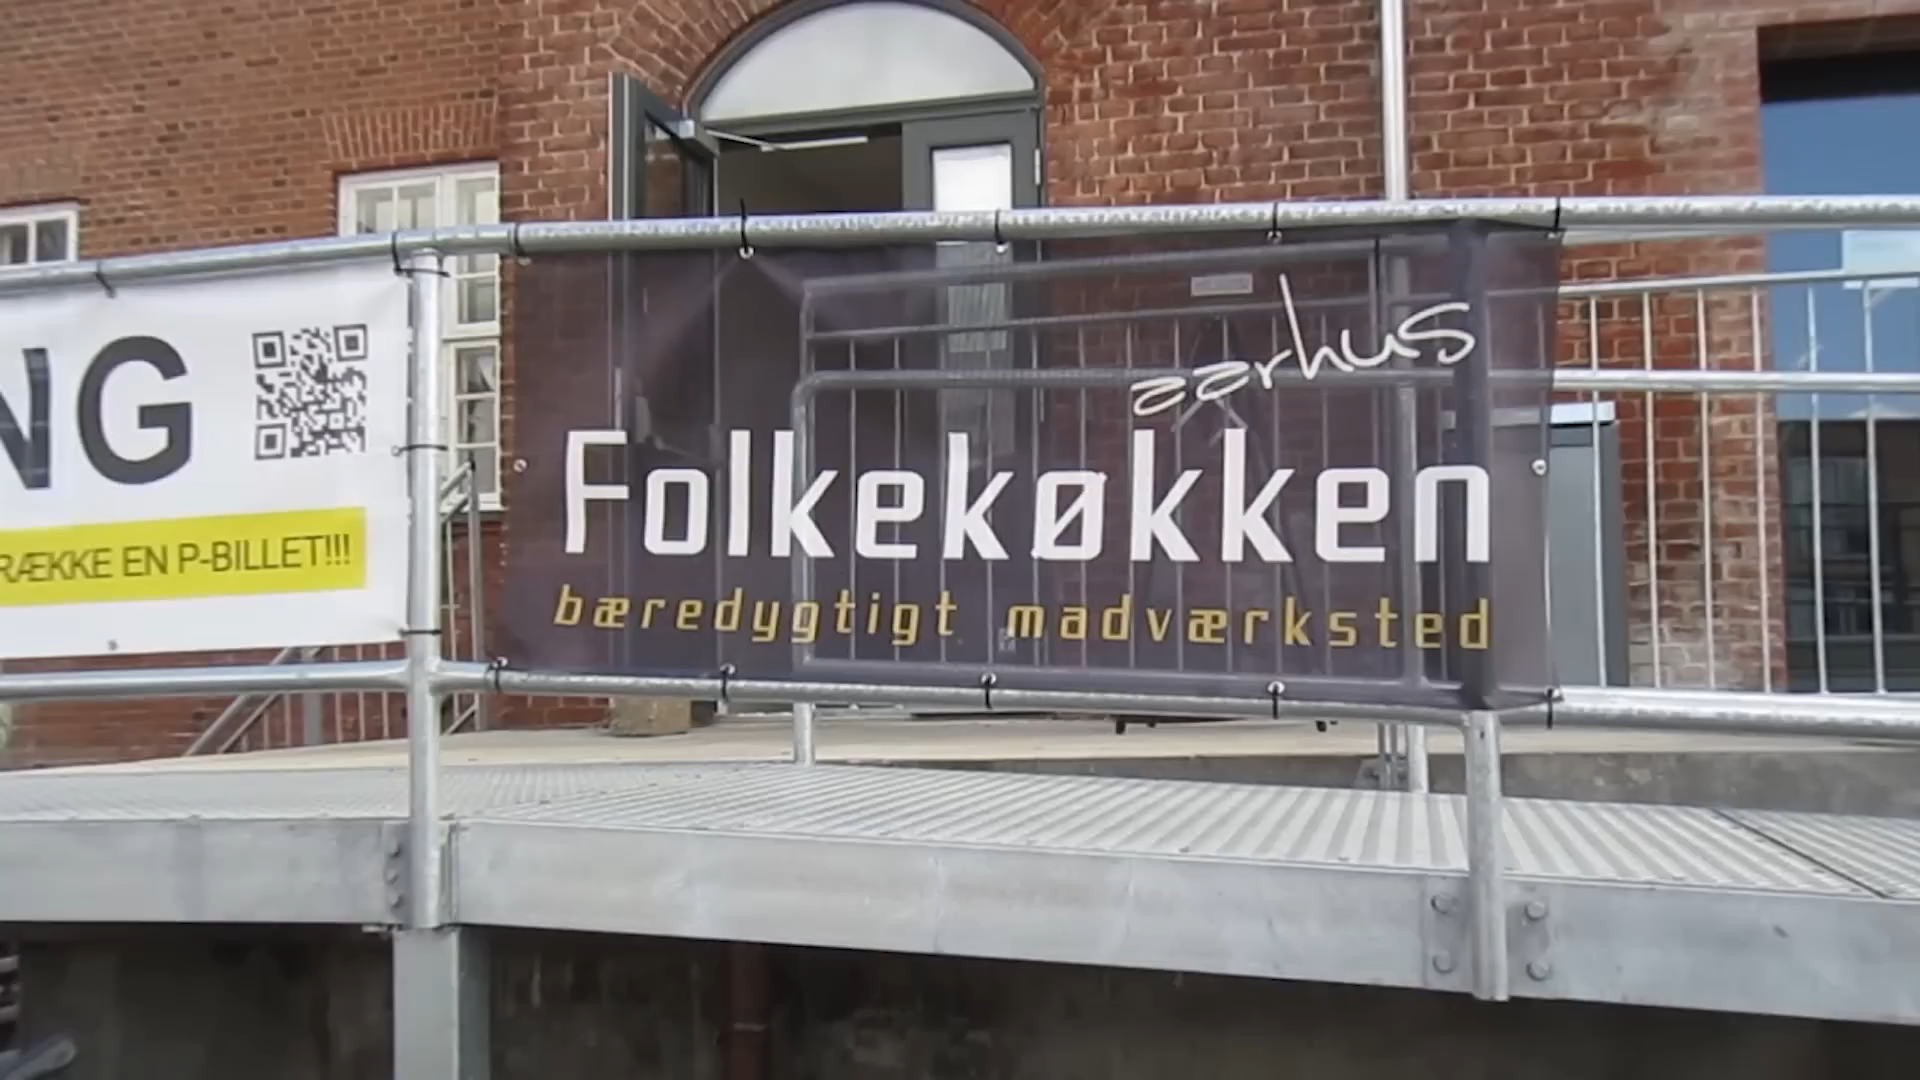 NG
RÆKKE EN P-BILLET!!!
aarhus
Folkekøkken
bæredygtigt madværksted